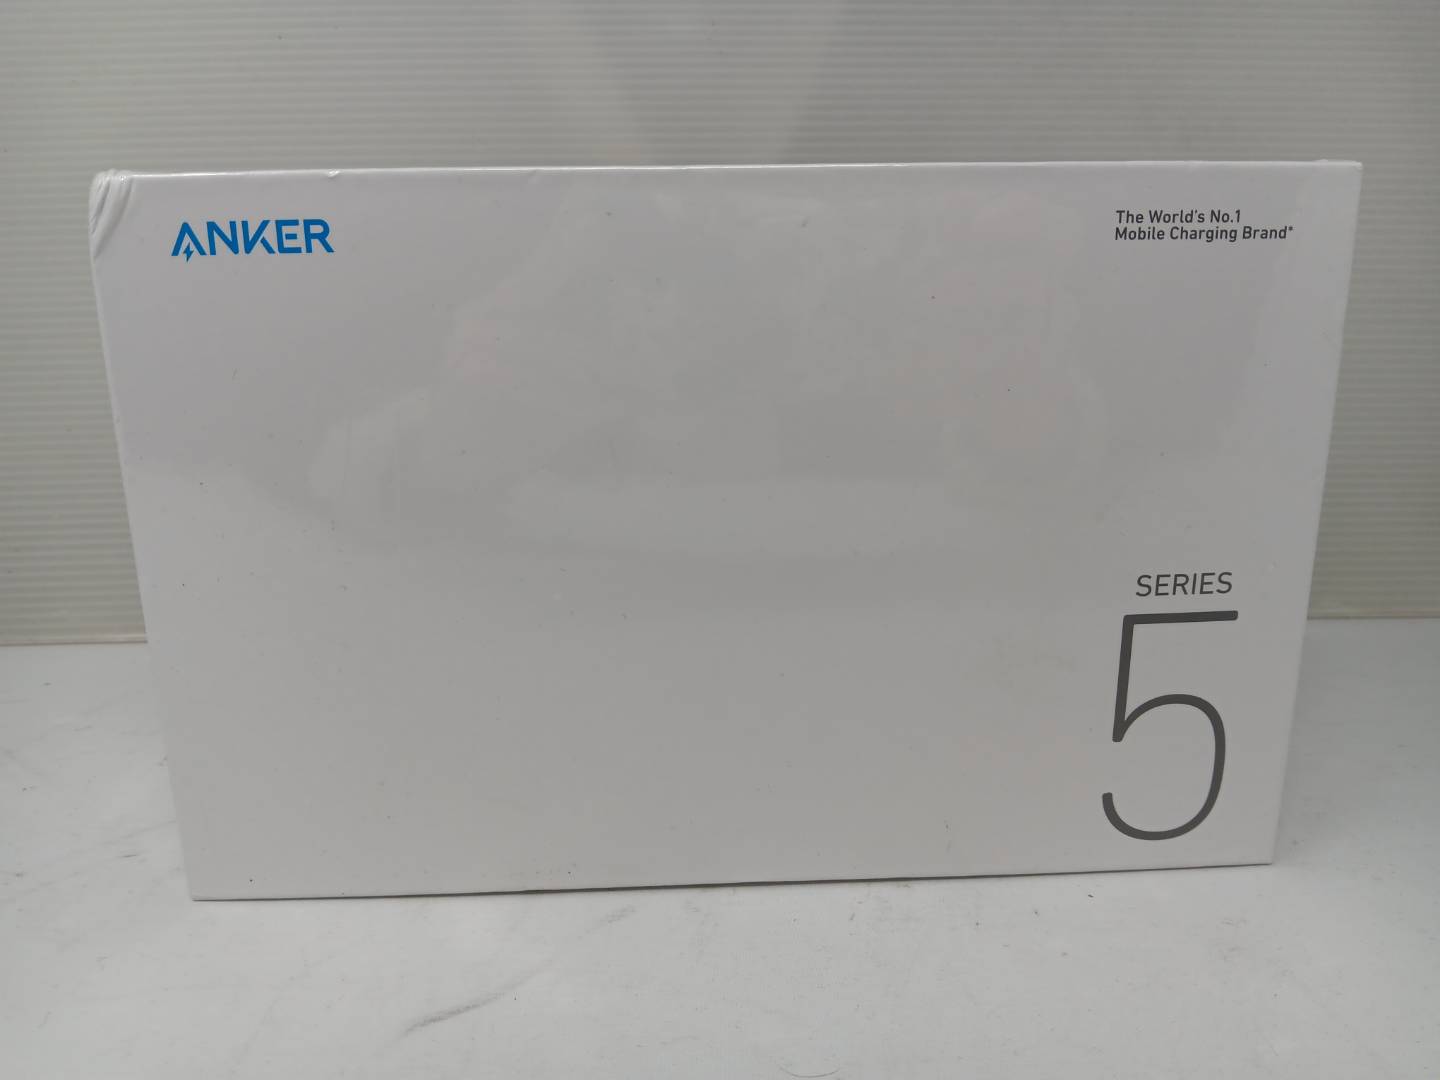 ANKER
The World's No.1
Mobile Charging Brand*
SERIES
5